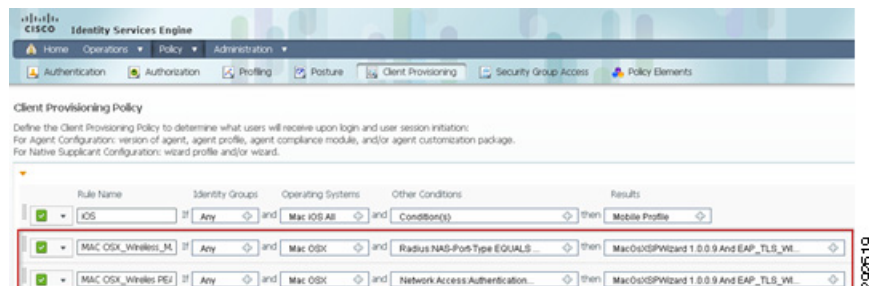 CISCO Identity Services Engine
Home Operations Policy Administration
Authentication Authorization Profiling Posture Client Provisioning Security Group Access Policy Elements
Client Provisioning Policy
Define the Client Provisioning Policy to determine what users will receive upon login and user session initiation:
For Agent Configuration: version of agent, agent profile, agent compliance module, and/or agent customization package.
For Native Supplicant Configuration: wizard profile and/or wizard.
Rule Name Identity Groups Operating Systems Other Conditions Results
iOS If Any and Mac iOS All and Condition(s) then Mobile Profile
MAC OSX_Wireless_M. If Any and Mac OSX and Radius:NAS-Port-Type EQUALS ... then MacOsXSPWizard 1.0.0.9 And EAP_TLS_WI...
MAC OSX_Wireles PEA If Any and Mac OSX and Network Access:Authentication... then MacOsXSPWizard 1.0.0.9 And EAP_TLS_WI...
292519